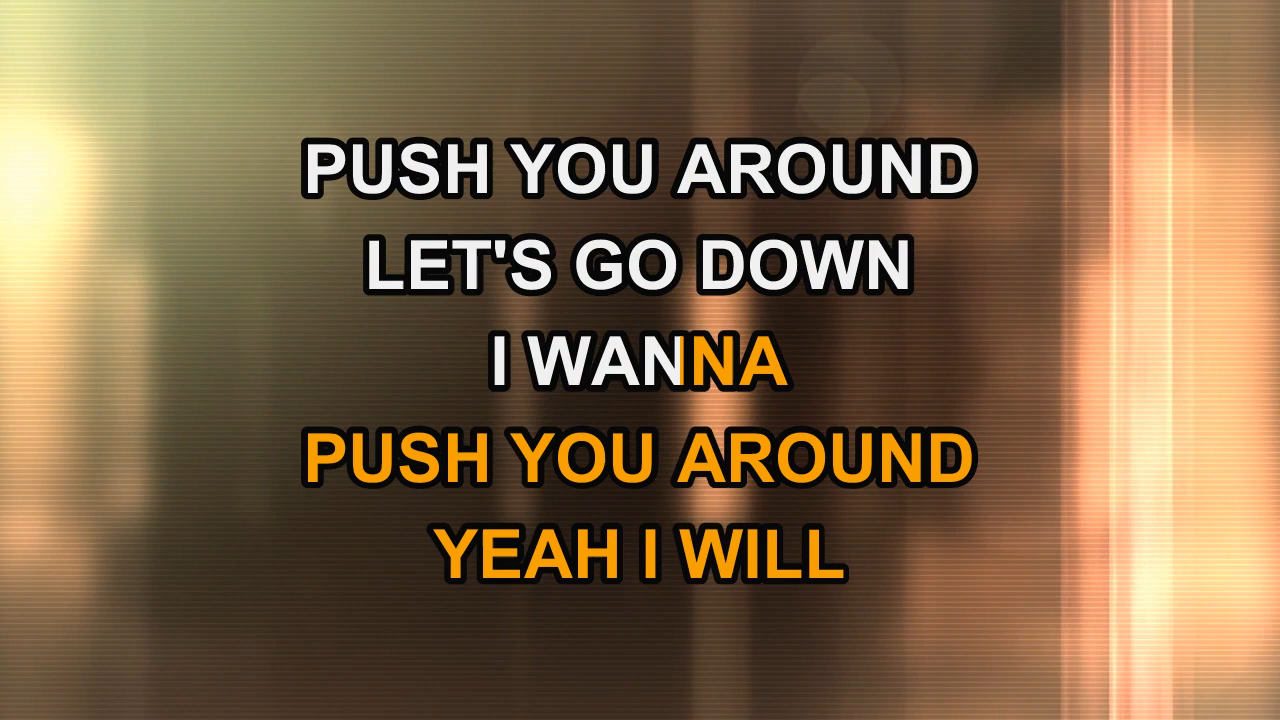 PUSH YOU AROUND
LET'S GO DOWN
I WANNA
PUSH YOU AROUND
YEAH I WILL